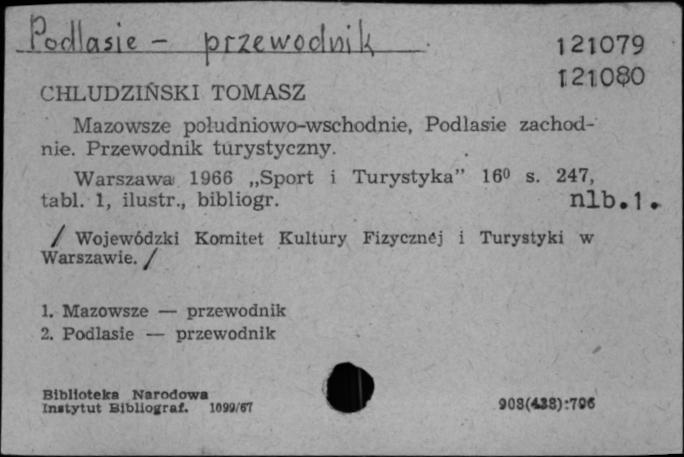 Podlasie - przewodnik
121079
121080
CHLUDZIŃSKI TOMASZ
Mazowsze południowo-wschodnie, Podlasie zachod-
nie. Przewodnik turystyczny.
Warszawa 1966 „Sport i Turystyka” 16⁰ s. 247,
tabl. 1, ilustr., bibliogr. nlb.1.
/ Wojewódzki Komitet Kultury Fizycznej i Turystyki w
Warszawie. /
1. Mazowsze — przewodnik
2. Podlasie — przewodnik
Biblioteka Narodowa
Instytut Bibliograf. 1099/67
908(438):796